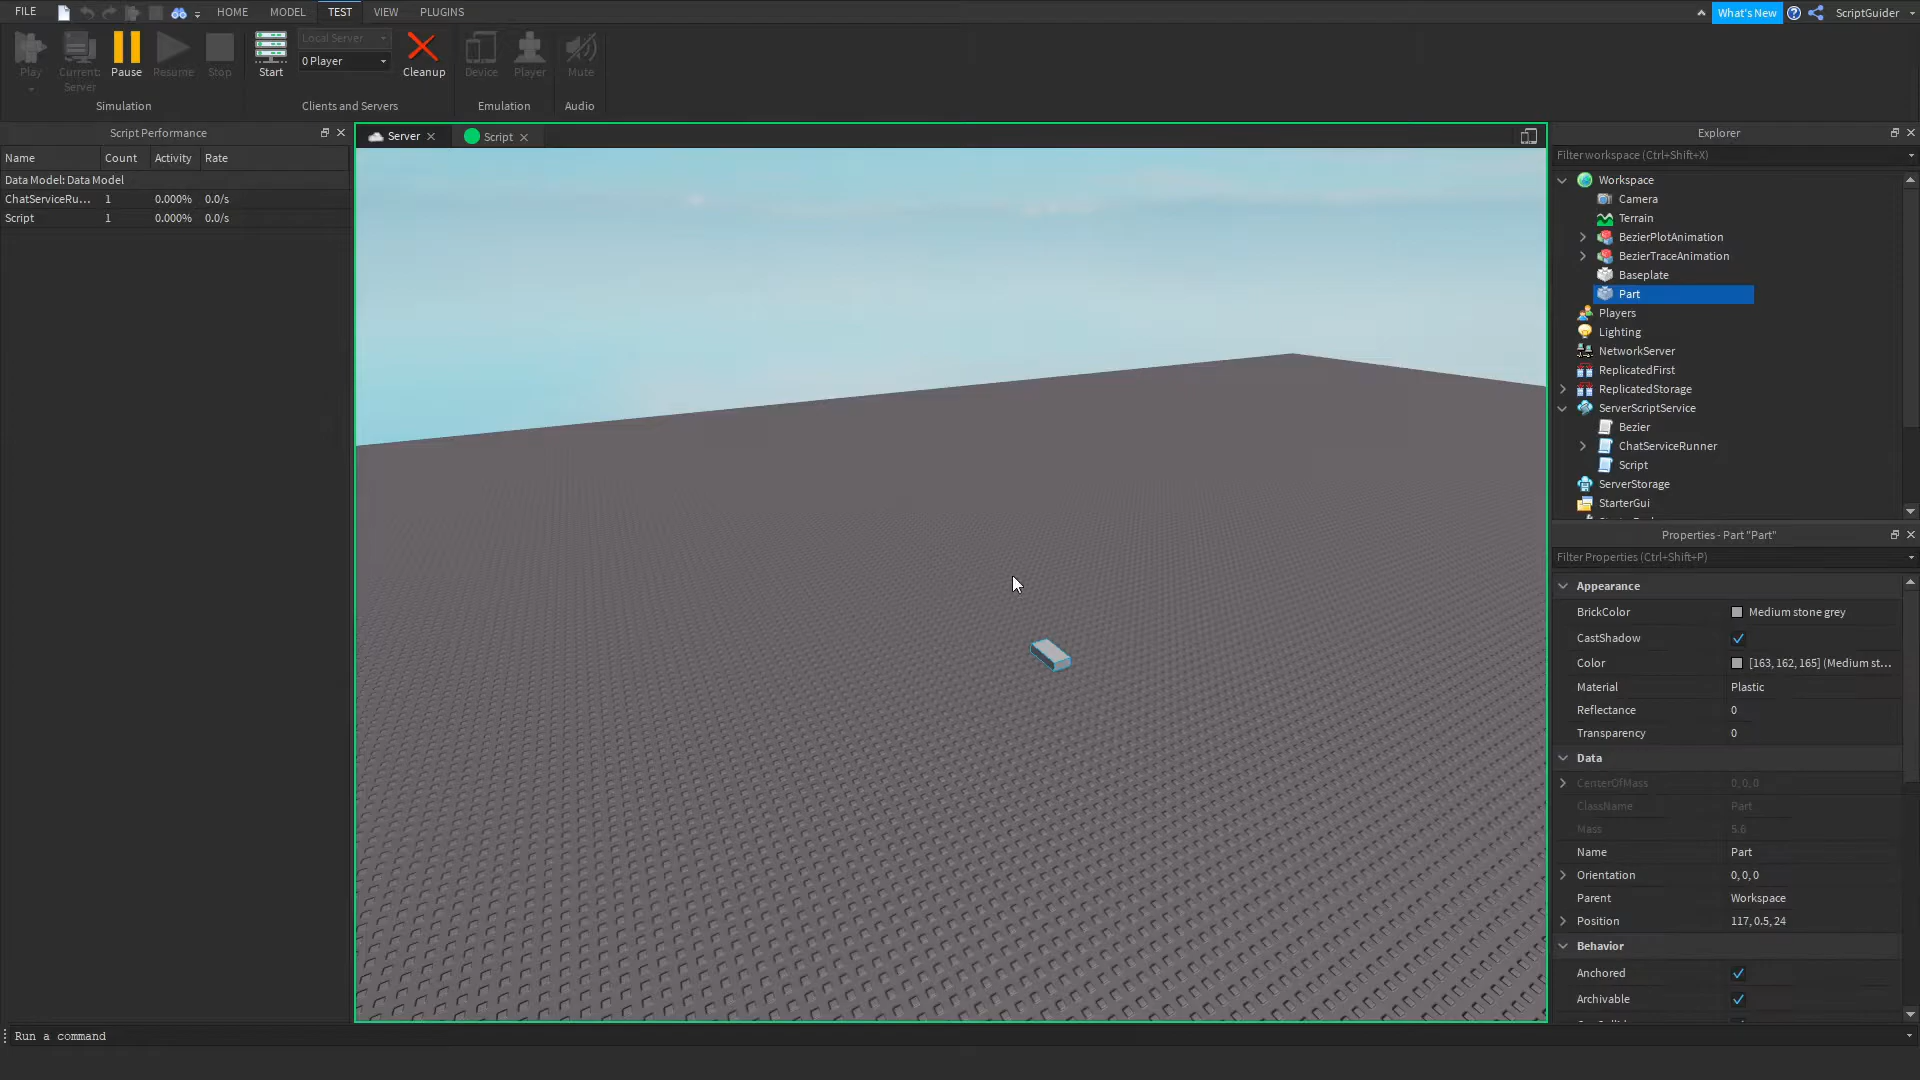 FILE HOME MODEL TEST VIEW PLUGINS What's New ScriptGuider
Play Current: Server Pause Resume Stop Start Local Server 0 Player Cleanup Device Player Mute
Simulation Clients and Servers Emulation Audio
Script Performance
Name Count Activity Rate
Data Model: Data Model
ChatServiceRu... 1 0.000% 0.0/s
Script 1 0.000% 0.0/s
Server Script
Explorer
Filter workspace (Ctrl+Shift+X)
Workspace
Camera
Terrain
BezierPlotAnimation
BezierTraceAnimation
Baseplate
Part
Players
Lighting
NetworkServer
ReplicatedFirst
ReplicatedStorage
ServerScriptService
Bezier
ChatServiceRunner
Script
ServerStorage
StarterGui
Properties - Part "Part"
Filter Properties (Ctrl+Shift+P)
Appearance
BrickColor Medium stone grey
CastShadow
Color [163, 162, 165] (Medium st...
Material Plastic
Reflectance 0
Transparency 0
Data
CenterOfMass 0, 0, 0
ClassName Part
Mass 5.6
Name Part
Orientation 0, 0, 0
Parent Workspace
Position 117, 0.5, 24
Behavior
Anchored
Archivable
Run a command